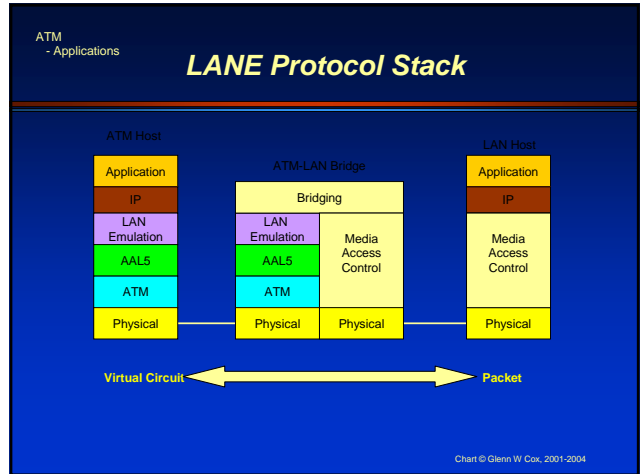 ATM
- Applications
LANE Protocol Stack
ATM Host
ATM-LAN Bridge
LAN Host
Application
IP
LAN
Emulation
AAL5
ATM
Physical
Bridging
LAN
Emulation
AAL5
ATM
Physical
Media
Access
Control
Physical
Application
IP
Media
Access
Control
Physical
Virtual Circuit
Packet
Chart © Glenn W Cox, 2001-2004